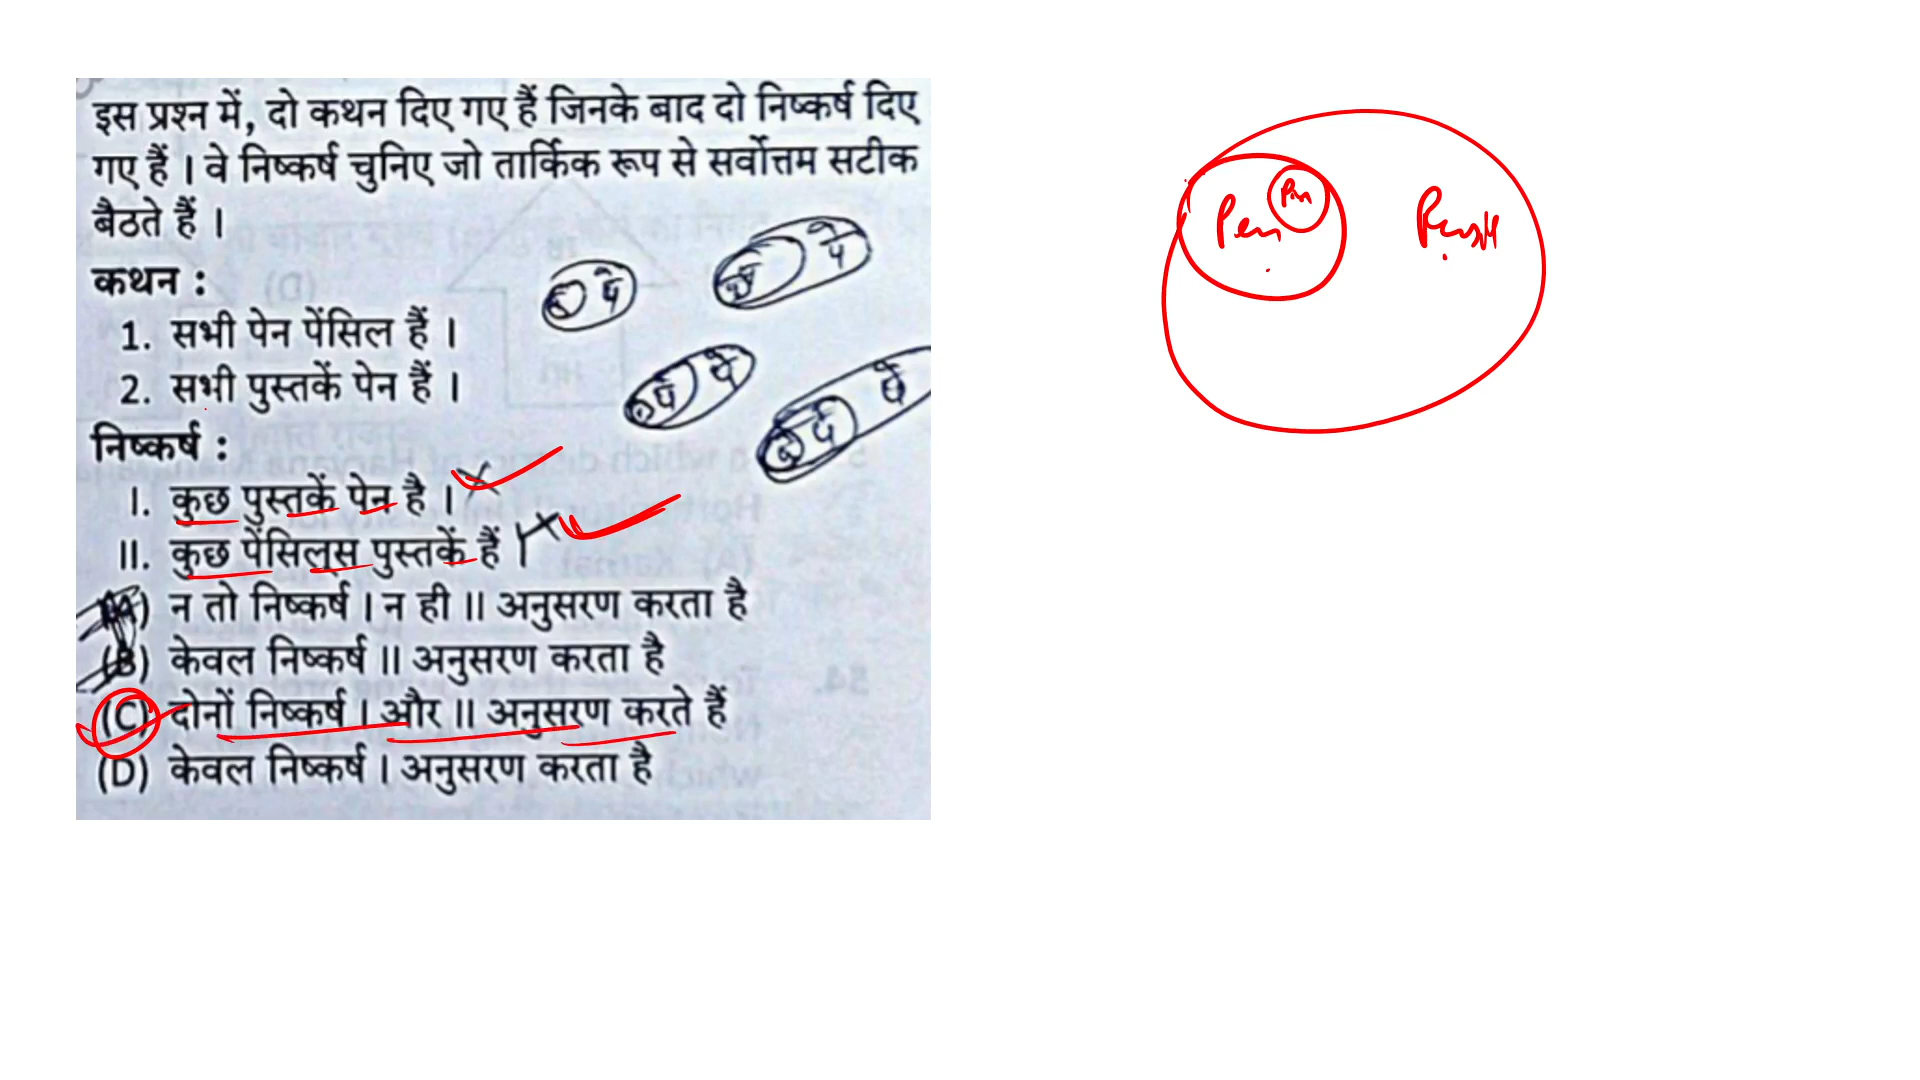 इस प्रश्न में, दो कथन दिए गए हैं जिनके बाद दो निष्कर्ष दिए
गए हैं । वे निष्कर्ष चुनिए जो तार्किक रूप से सर्वोत्तम सटीक
बैठते हैं ।
कथन :
1. सभी पेन पेंसिल हैं ।
2. सभी पुस्तकें पेन हैं ।
निष्कर्ष :
I. कुछ पुस्तकें पेन है ।
II. कुछ पेंसिल्स पुस्तकें हैं ।
(A) न तो निष्कर्ष I न ही II अनुसरण करता है
(B) केवल निष्कर्ष II अनुसरण करता है
(C) दोनों निष्कर्ष I और II अनुसरण करते हैं
(D) केवल निष्कर्ष I अनुसरण करता है
Pen Pin